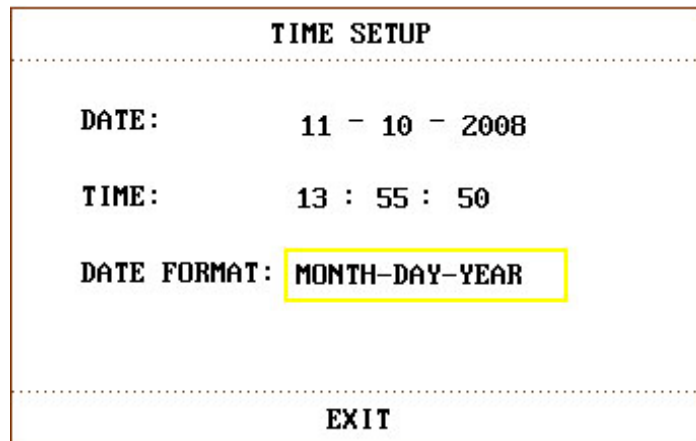 TIME SETUP
DATE: 11 - 10 - 2008
TIME: 13 : 55 : 50
DATE FORMAT: MONTH-DAY-YEAR
EXIT